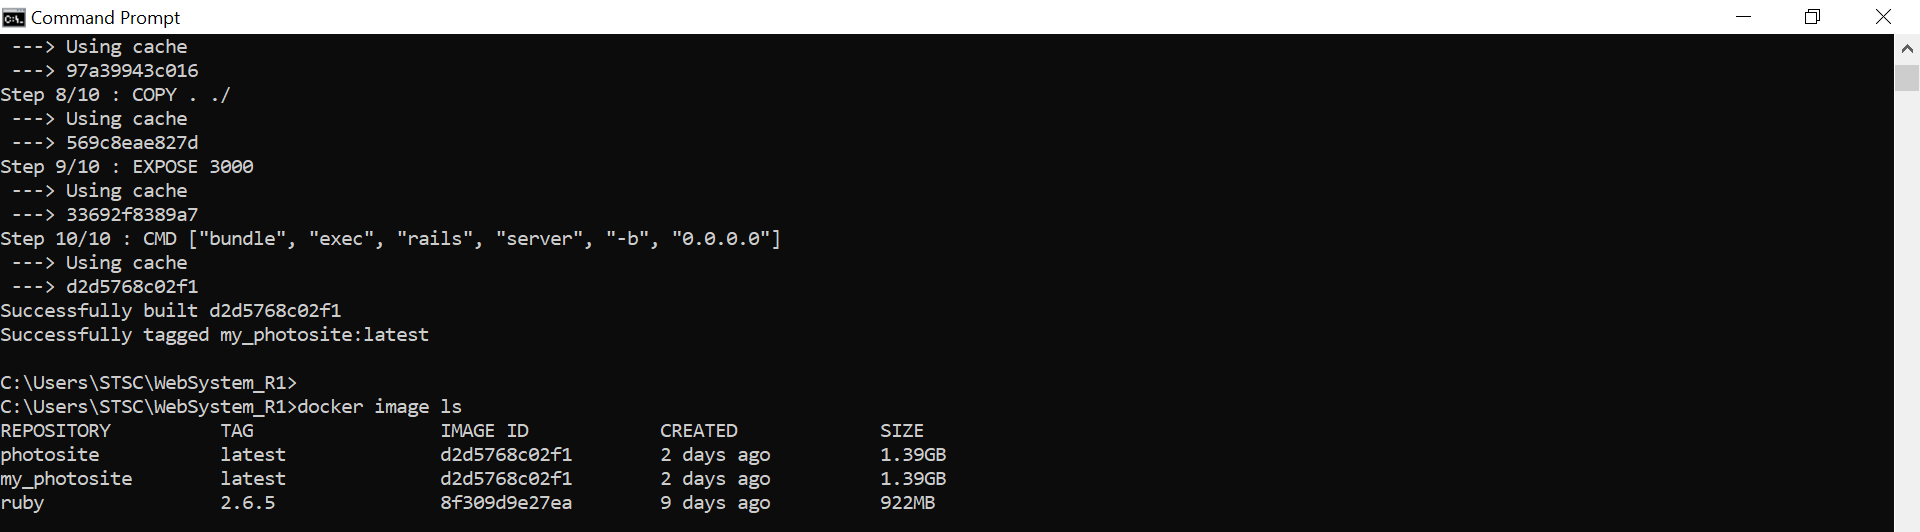 Command Prompt
---> Using cache
---> 97a39943c016
Step 8/10 : COPY . ./
---> Using cache
---> 569c8eae827d
Step 9/10 : EXPOSE 3000
---> Using cache
---> 33692f8389a7
Step 10/10 : CMD ["bundle", "exec", "rails", "server", "-b", "0.0.0.0"]
---> Using cache
---> d2d5768c02f1
Successfully built d2d5768c02f1
Successfully tagged my_photosite:latest
C:\Users\STSC\WebSystem_R1>
C:\Users\STSC\WebSystem_R1>docker image ls
REPOSITORY TAG IMAGE ID CREATED SIZE
photosite latest d2d5768c02f1 2 days ago 1.39GB
my_photosite latest d2d5768c02f1 2 days ago 1.39GB
ruby 2.6.5 8f309d9e27ea 9 days ago 922MB